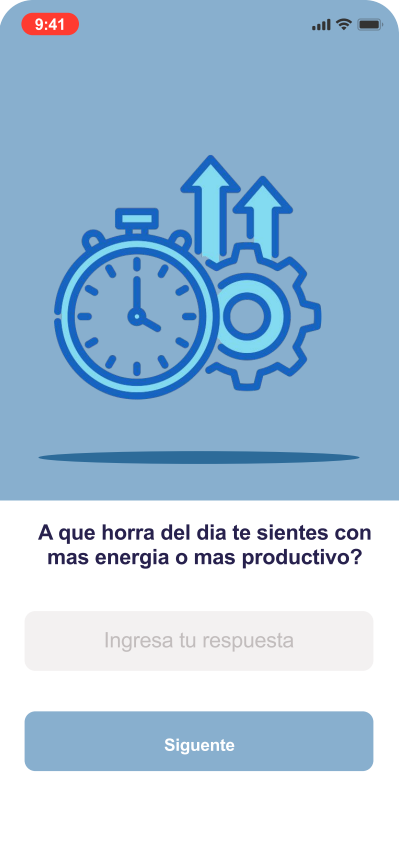 9:41
A que horra del dia te sientes con
mas energia o mas productivo?
Ingresa tu respuesta
Siguente